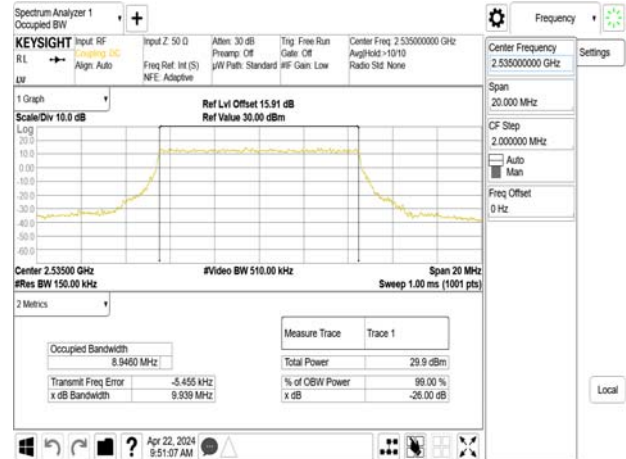 Spectrum Analyzer 1
Occupied BW
Frequency
KEYSIGHT
RL
Input: RF
Coupling: DC
Align: Auto
Input Z: 50 Ω
Freq Ref: Int (S)
NFE: Adaptive
Atten: 30 dB
Preamp: Off
µW Path: Standard
Trig: Free Run
Gate: Off
#IF Gain: Low
Center Freq: 2.535000000 GHz
Avg|Hold:>10/10
Radio Std: None
1 Graph
Scale/Div 10.0 dB
Ref Lvl Offset 15.91 dB
Ref Value 30.00 dBm
Log
20.0
10.0
0.00
-10.0
-20.0
-30.0
-40.0
-50.0
-60.0
Center 2.53500 GHz
#Res BW 150.00 kHz
#Video BW 510.00 kHz
Span 20 MHz
Sweep 1.00 ms (1001 pts)
2 Metrics
Occupied Bandwidth
8.9460 MHz
Transmit Freq Error -5.455 kHz
x dB Bandwidth 9.939 MHz
Measure Trace Trace 1
Total Power 29.9 dBm
% of OBW Power 99.00 %
x dB -26.00 dB
Center Frequency
2.535000000 GHz
Span
20.000 MHz
CF Step
2.000000 MHz
Auto
Man
Freq Offset
0 Hz
Settings
Local
?
Apr 22, 2024
9:51:07 AM